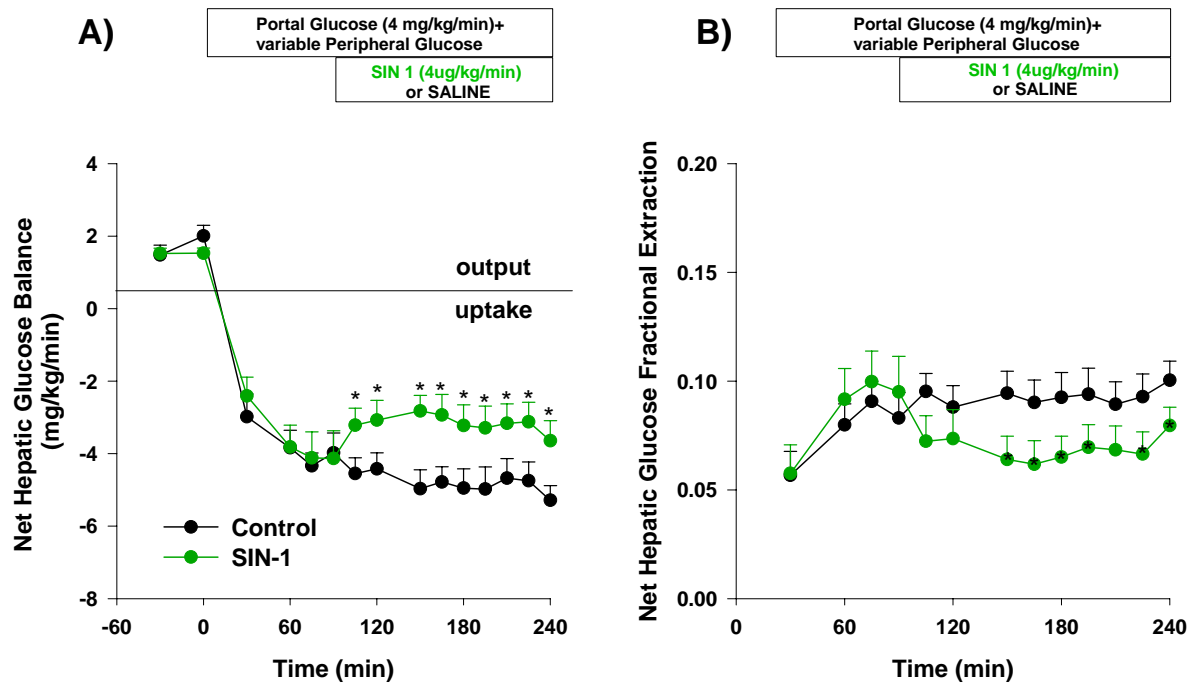 A)
Portal Glucose (4 mg/kg/min)+
variable Peripheral Glucose
SIN 1 (4ug/kg/min)
or SALINE
Net Hepatic Glucose Balance
(mg/kg/min)
4
2
0
-2
-4
-6
-8
output
uptake
* * * * * * * * *
Control
SIN-1
-60 0 60 120 180 240
Time (min)
B)
Portal Glucose (4 mg/kg/min)+
variable Peripheral Glucose
SIN 1 (4ug/kg/min)
or SALINE
Net Hepatic Glucose Fractional Extraction
0.20
0.15
0.10
0.05
0.00
* * * * * *
0 60 120 180 240
Time (min)